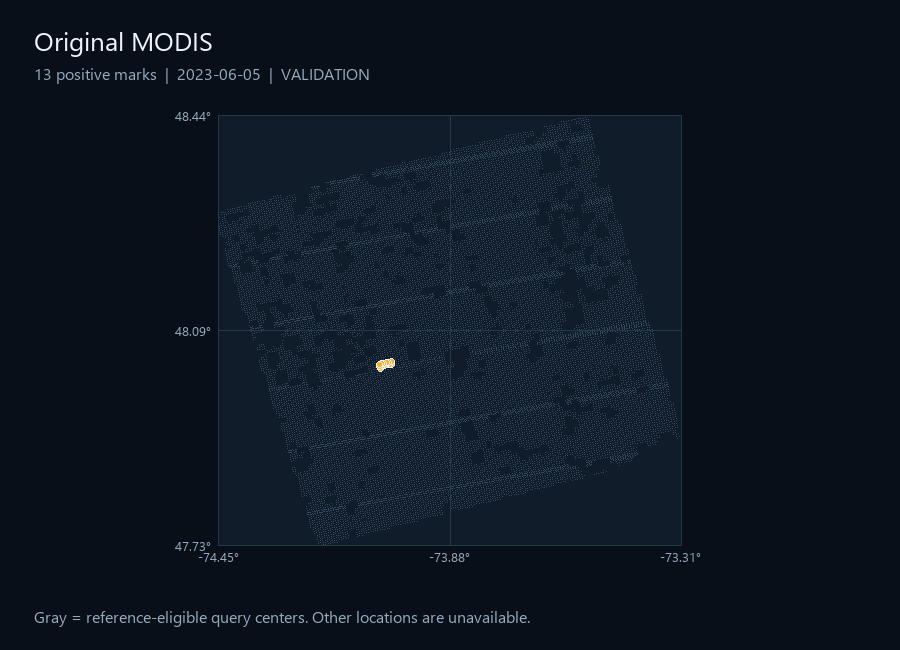 Original MODIS
13 positive marks | 2023-06-05 | VALIDATION
48.44°
48.09°
47.73°
-74.45°
-73.88°
-73.31°
Gray = reference-eligible query centers. Other locations are unavailable.